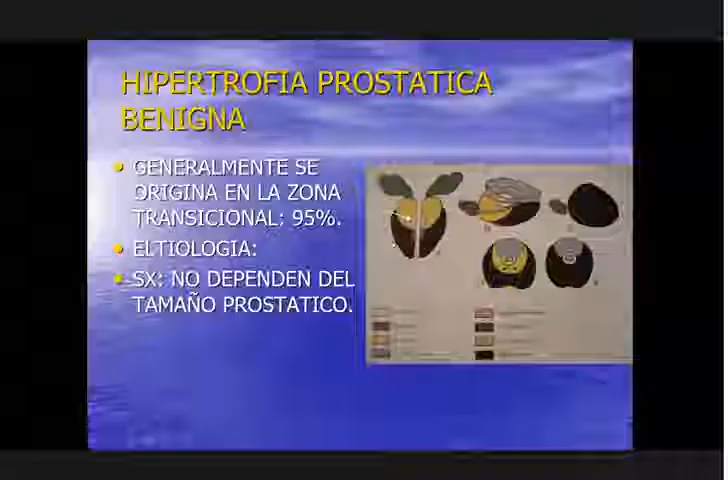 HIPERTROFIA PROSTATICA
BENIGNA
GENERALMENTE SE
ORIGINA EN LA ZONA
TRANSICIONAL: 95%.
ELTIOLOGIA:
SX: NO DEPENDEN DEL
TAMAÑO PROSTATICO.